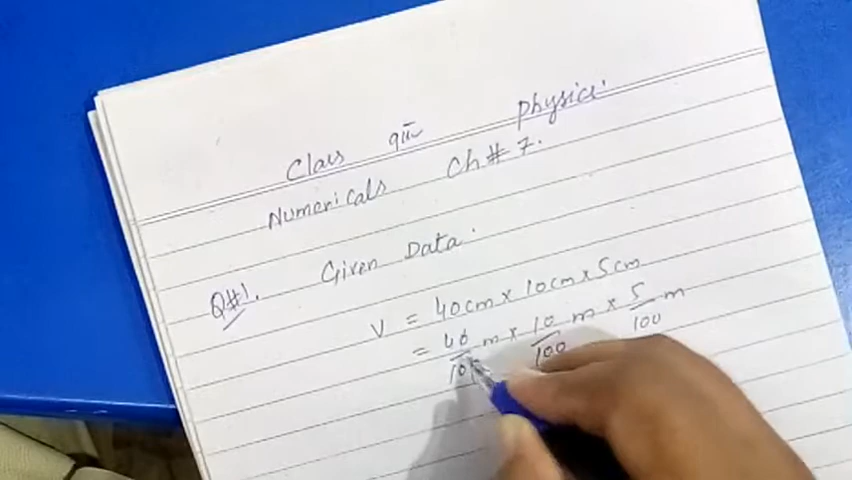 Class 9th Physics.
Numericals Ch # 7.
Q#1. Given Data.
V = 40cm × 10cm × 5cm
= 40/100 m × 10/100 m × 5/100 m